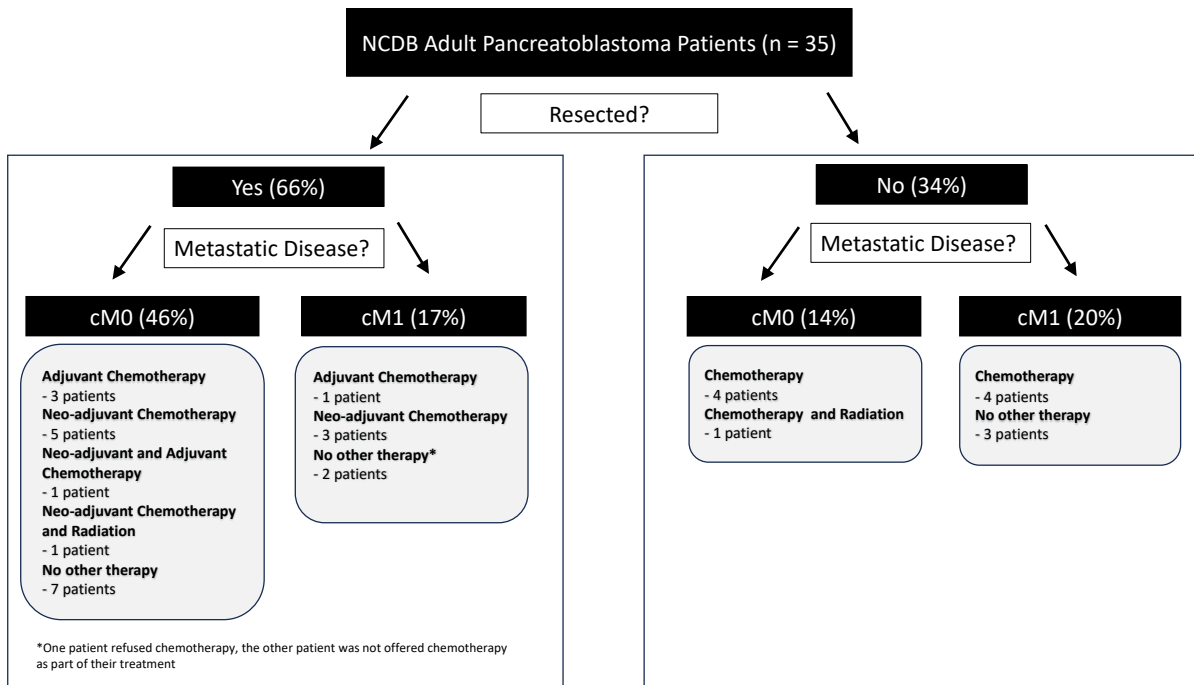 NCDB Adult Pancreatoblastoma Patients (n = 35)
Resected?
Yes (66%)
Metastatic Disease?
cM0 (46%)
Adjuvant Chemotherapy
- 3 patients
Neo-adjuvant Chemotherapy
- 5 patients
Neo-adjuvant and Adjuvant
Chemotherapy
- 1 patient
Neo-adjuvant Chemotherapy
and Radiation
- 1 patient
No other therapy
- 7 patients
cM1 (17%)
Adjuvant Chemotherapy
- 1 patient
Neo-adjuvant Chemotherapy
- 3 patients
No other therapy*
- 2 patients
*One patient refused chemotherapy, the other patient was not offered chemotherapy
as part of their treatment
No (34%)
Metastatic Disease?
cM0 (14%)
Chemotherapy
- 4 patients
Chemotherapy and Radiation
- 1 patient
cM1 (20%)
Chemotherapy
- 4 patients
No other therapy
- 3 patients